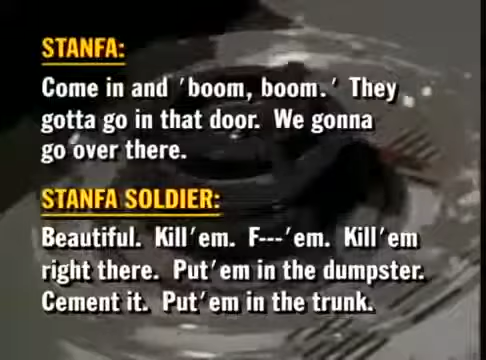 STANFA:
Come in and 'boom, boom.' They
gotta go in that door. We gonna
go over there.
STANFA SOLDIER:
Beautiful. Kill'em. F---'em. Kill'em
right there. Put'em in the dumpster.
Cement it. Put'em in the trunk.